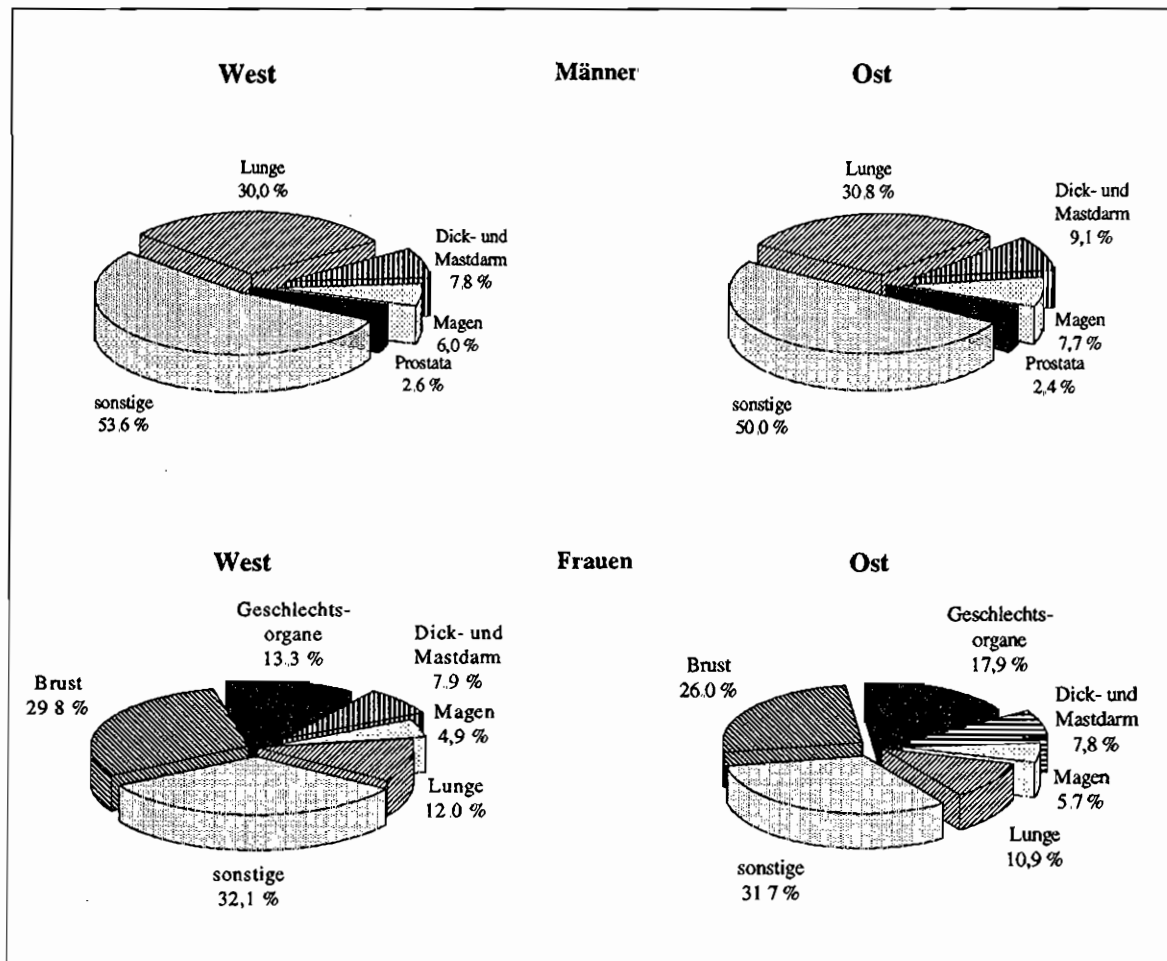 West
Männer
Ost
Lunge
30,0 %
Dick- und
Mastdarm
7.8 %
Magen
6,0 %
Prostata
2.6 %
sonstige
53.6 %
Lunge
30.8 %
Dick- und
Mastdarm
9,1 %
Magen
7,7 %
Prostata
2,4 %
sonstige
50.0 %
West
Frauen
Ost
Geschlechts-
organe
13.3 %
Dick- und
Mastdarm
7.9 %
Brust
29 8 %
Magen
4,9 %
Lunge
12.0 %
sonstige
32,1 %
Geschlechts-
organe
17,9 %
Brust
26.0 %
Dick- und
Mastdarm
7,8 %
Magen
5.7 %
Lunge
10,9 %
sonstige
31 7 %